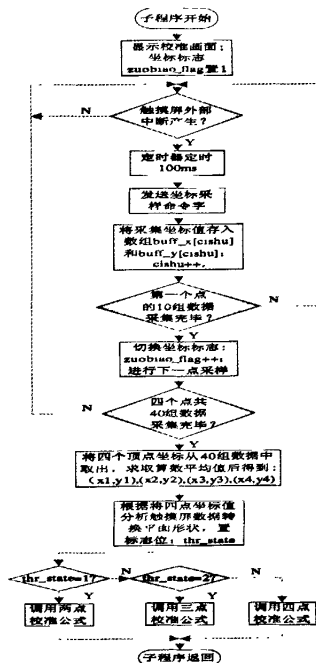 子程序开始
显示校准画面；
坐标标志
zuobiao_flag置1
N
触摸屏外部
中断产生？
Y
定时器定时
100ms
发送坐标采
样命令字
将采集坐标值存入
数组buff_x[cishu]
和buff_y[cishu]；
cishu++。
第一个点
的10组数据
采集完毕？
N
Y
切换坐标标志：
zuobiao_flag++；
进行下一点采样
N
四个点共
40组数据
采集完毕？
Y
将四个顶点坐标从40组数据中
取出，求取算数平均值后得到：
(x1,y1),(x2,y2),(x3,y3),(x4,y4)
根据将四点坐标值
分析触摸屏数据转
换平面形状，置
标志位：thr_state
thr_state=1?
N
thr_state=2?
N
Y
Y
调用两点
校准公式
调用三点
校准公式
调用四点
校准公式
子程序返回